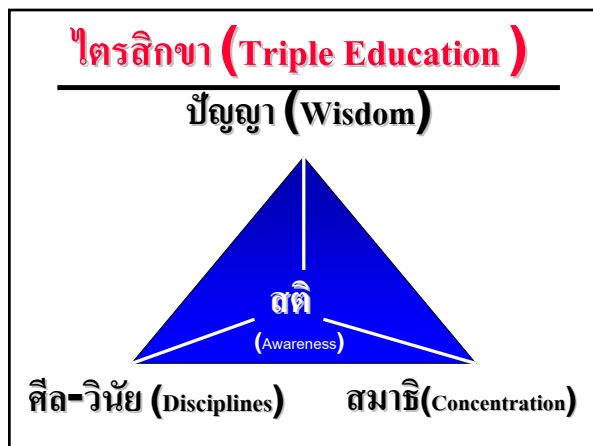 ไตรสิกขา (Triple Education )
ปัญญา (Wisdom)
สติ
(Awareness)
ศีล-วินัย (Disciplines) สมาธิ(Concentration)